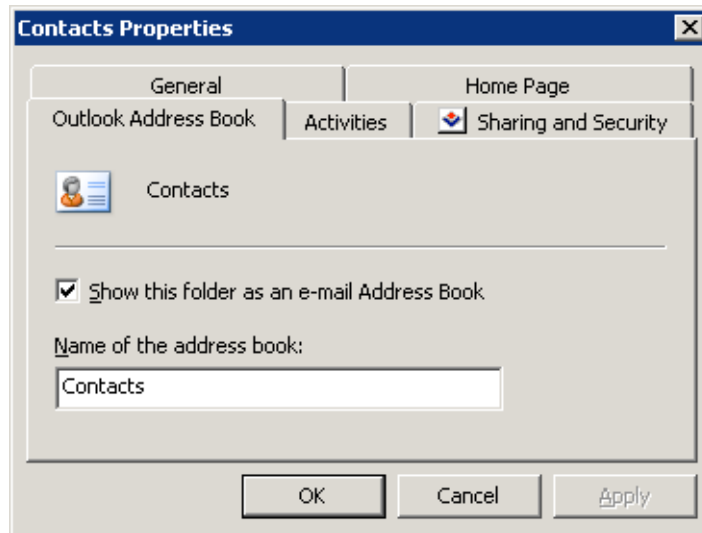 Contacts Properties
General Home Page
Outlook Address Book Activities Sharing and Security
Contacts
Show this folder as an e-mail Address Book
Name of the address book:
Contacts
OK Cancel Apply